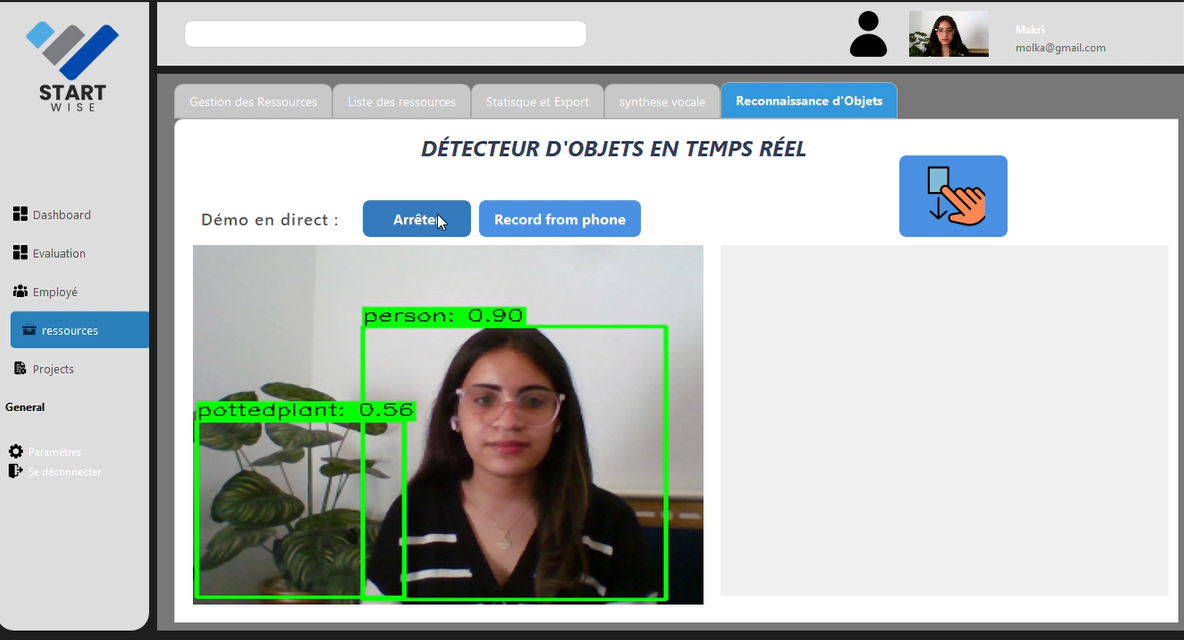 START
WISE
Makri
molka@gmail.com
Gestion des Ressources
Liste des ressources
Statisque et Export
synthese vocale
Reconnaissance d'Objets
DÉTECTEUR D'OBJETS EN TEMPS RÉEL
Démo en direct :
Arrêter
Record from phone
person: 0.90
pottedplant: 0.56
Dashboard
Evaluation
Employé
ressources
Projects
General
Paramètres
Se déconnecter